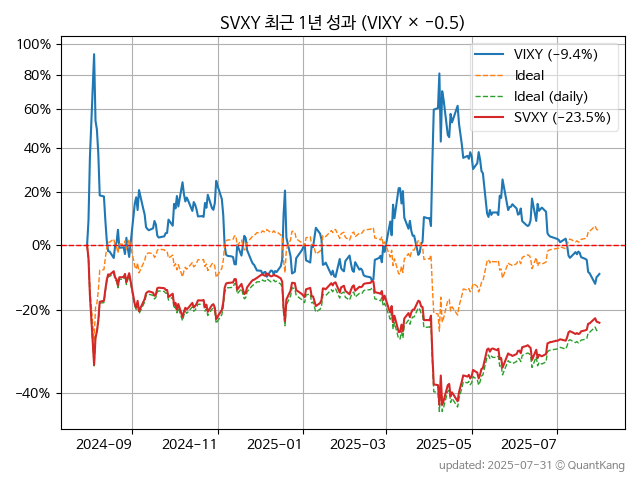 SVXY 최근 1년 성과 (VIXY × −0.5)
100%
80%
60%
40%
20%
0%
−20%
−40%
VIXY (−9.4%)
Ideal
Ideal (daily)
SVXY (−23.5%)
2024-09
2024-11
2025-01
2025-03
2025-05
2025-07
updated: 2025-07-31 © QuantKang